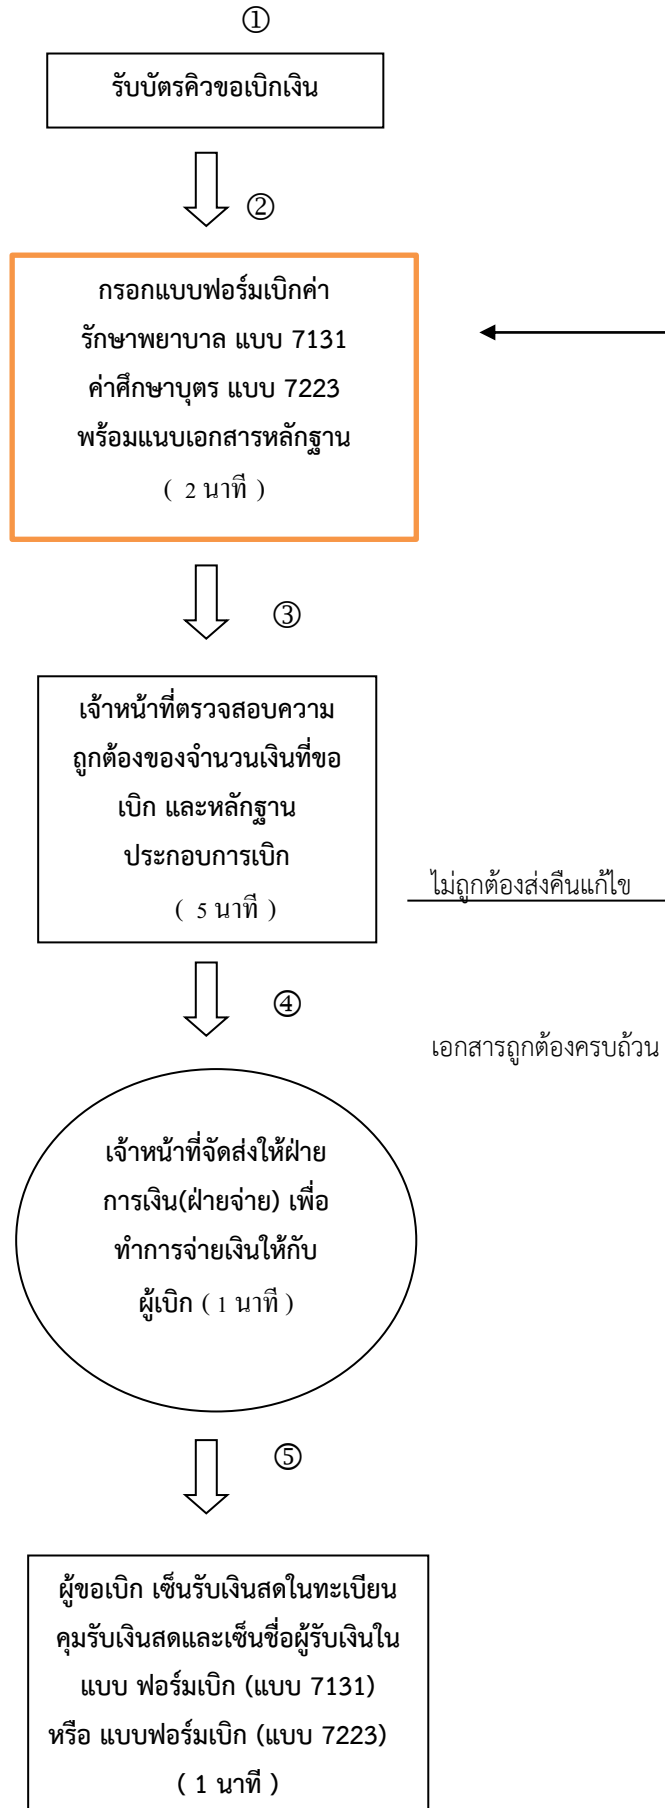 ①
รับบัตรคิวขอเบิกเงิน
②
กรอกแบบฟอร์มเบิกค่า
รักษาพยาบาล แบบ 7131
ค่าศึกษาบุตร แบบ 7223
พร้อมแนบเอกสารหลักฐาน
( 2 นาที )
③
เจ้าหน้าที่ตรวจสอบความ
ถูกต้องของจำนวนเงินที่ขอ
เบิก และหลักฐาน
ประกอบการเบิก
( 5 นาที )
ไม่ถูกต้องส่งคืนแก้ไข
④
เอกสารถูกต้องครบถ้วน
เจ้าหน้าที่จัดส่งให้ฝ่าย
การเงิน(ฝ่ายจ่าย) เพื่อ
ทำการจ่ายเงินให้กับ
ผู้เบิก ( 1 นาที )
⑤
ผู้ขอเบิก เซ็นรับเงินสดในทะเบียน
คุมรับเงินสดและเซ็นชื่อผู้รับเงินใน
แบบ ฟอร์มเบิก (แบบ 7131)
หรือ แบบฟอร์มเบิก (แบบ 7223)
( 1 นาที )